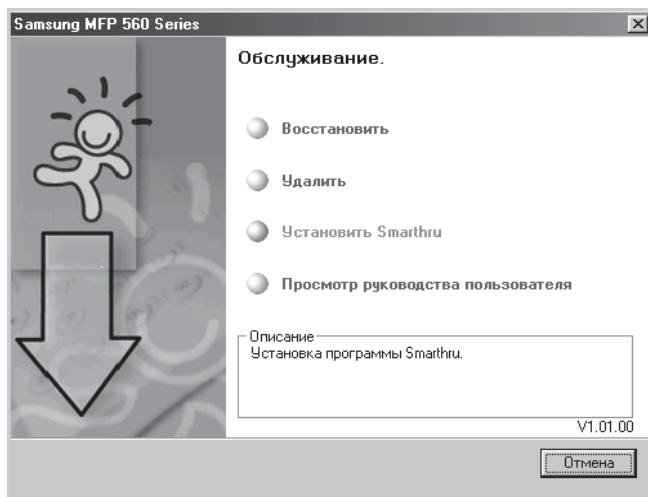 Samsung MFP 560 Series
Обслуживание.
Восстановить
Удалить
Установить Smarthru
Просмотр руководства пользователя
Описание
Установка программы Smarthru.
V1.01.00
Отмена